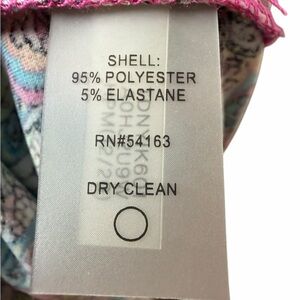 SHELL:
95% POLYESTER
5% ELASTANE
RN#54163
DRY CLEAN